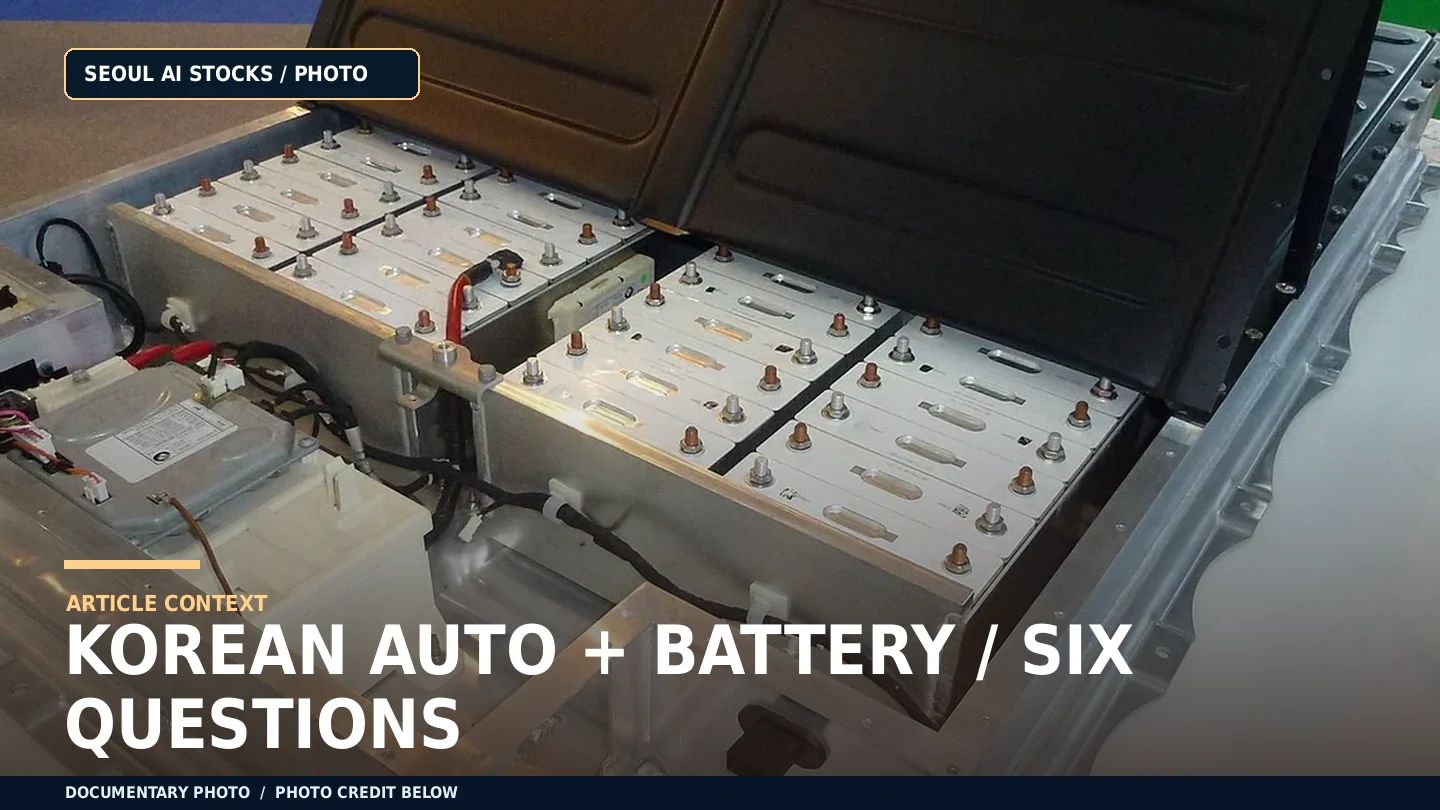 SEOUL AI STOCKS / PHOTO
ARTICLE CONTEXT
KOREAN AUTO + BATTERY / SIX
QUESTIONS
DOCUMENTARY PHOTO / PHOTO CREDIT BELOW